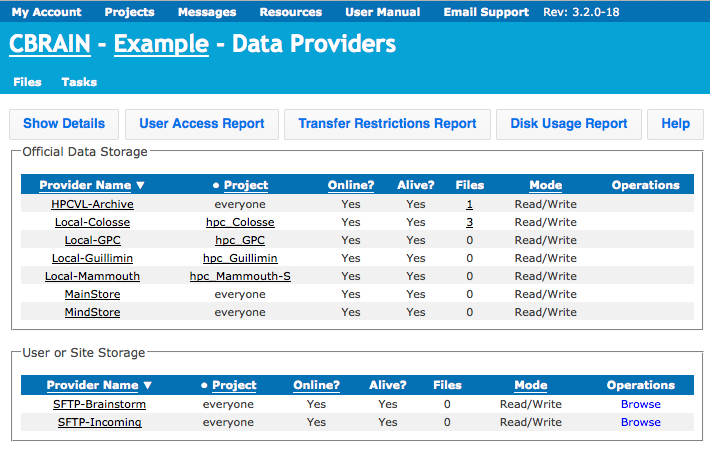 My Account Projects Messages Resources User Manual Email Support Rev: 3.2.0-18
CBRAIN - Example - Data Providers
Files Tasks
Show Details User Access Report Transfer Restrictions Report Disk Usage Report Help
Official Data Storage
Provider Name ▼ ● Project Online? Alive? Files Mode Operations
HPCVL-Archive everyone Yes Yes 1 Read/Write
Local-Colosse hpc_Colosse Yes Yes 3 Read/Write
Local-GPC hpc_GPC Yes Yes 0 Read/Write
Local-Guillimin hpc_Guillimin Yes Yes 0 Read/Write
Local-Mammouth hpc_Mammouth-S Yes Yes 0 Read/Write
MainStore everyone Yes Yes 0 Read/Write
MindStore everyone Yes Yes 0 Read/Write
User or Site Storage
Provider Name ▼ ● Project Online? Alive? Files Mode Operations
SFTP-Brainstorm everyone Yes Yes 0 Read/Write Browse
SFTP-Incoming everyone Yes Yes 0 Read/Write Browse